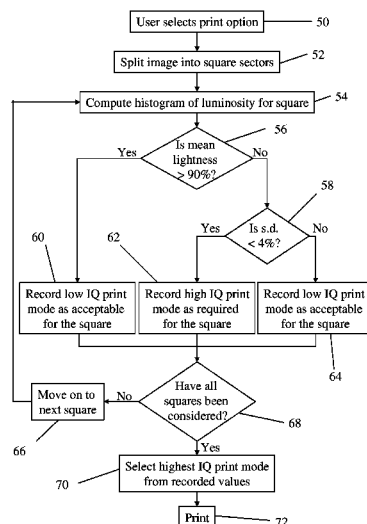 User selects print option
50
Split image into square sectors
52
Compute histogram of luminosity for square
54
56
Is mean
lightness
> 90%?
Yes
No
58
Is s.d.
< 4%?
Yes
No
60
62
Record low IQ print
mode as acceptable
for the square
Record high IQ print
mode as required
for the square
Record low IQ print
mode as acceptable
for the square
64
Have all
squares been
considered?
68
No
Move on to
next square
66
Yes
Select highest IQ print mode
from recorded values
70
Print
72